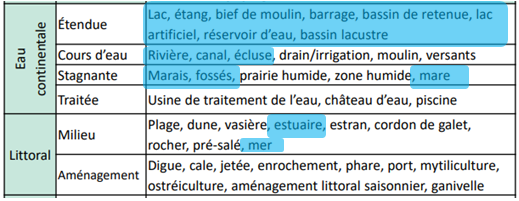 Eau continentale
Étendue
Lac, étang, bief de moulin, barrage, bassin de retenue, lac
artificiel, réservoir d'eau, bassin lacustre
Cours d'eau
Rivière, canal, écluse, drain/irrigation, moulin, versants
Stagnante
Marais, fossés, prairie humide, zone humide, mare
Traitée
Usine de traitement de l'eau, château d'eau, piscine
Littoral
Milieu
Plage, dune, vasière, estuaire, estran, cordon de galet,
rocher, pré-salé, mer
Aménagement
Digue, cale, jetée, enrochement, phare, port, mytiliculture,
ostréiculture, aménagement littoral saisonnier, ganivelle